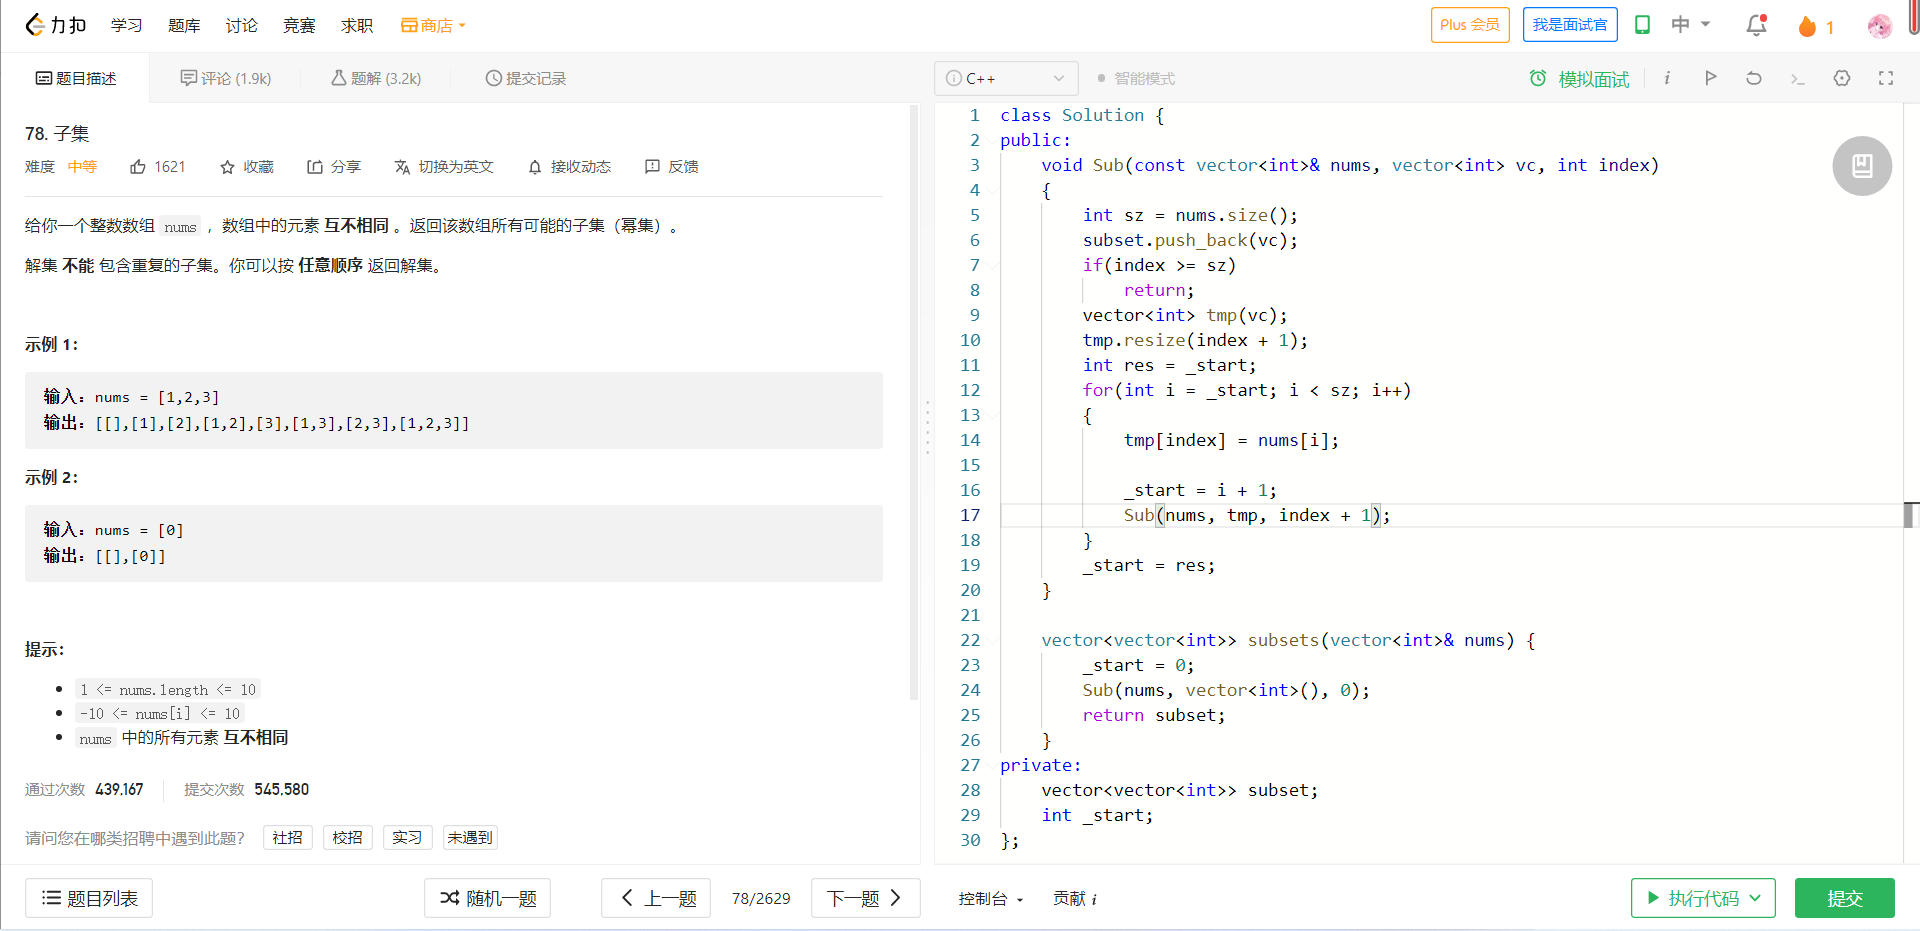 力扣 学习 题库 讨论 竞赛 求职 商店 Plus 会员 我是面试官 中 1
题目描述 评论 (1.9k) 题解 (3.2k) 提交记录
78. 子集
难度 中等 1621 收藏 分享 切换为英文 接收动态 反馈
给你一个整数数组 nums ，数组中的元素 互不相同 。返回该数组所有可能的子集（幂集）。
解集 不能 包含重复的子集。你可以按 任意顺序 返回解集。
示例 1：
输入：nums = [1,2,3]
输出：[[],[1],[2],[1,2],[3],[1,3],[2,3],[1,2,3]]
示例 2：
输入：nums = [0]
输出：[[],[0]]
提示：
1 <= nums.length <= 10
-10 <= nums[i] <= 10
nums 中的所有元素 互不相同
通过次数 439,167 提交次数 545,580
请问您在哪类招聘中遇到此题？ 社招 校招 实习 未遇到
题目列表 随机一题 上一题 78/2629 下一题
C++ 智能模式 模拟面试
1 class Solution {
2 public:
3 void Sub(const vector<int>& nums, vector<int> vc, int index)
4 {
5 int sz = nums.size();
6 subset.push_back(vc);
7 if(index >= sz)
8 return;
9 vector<int> tmp(vc);
10 tmp.resize(index + 1);
11 int res = _start;
12 for(int i = _start; i < sz; i++)
13 {
14 tmp[index] = nums[i];
15
16 _start = i + 1;
17 Sub(nums, tmp, index + 1);
18 }
19 _start = res;
20 }
21
22 vector<vector<int>> subsets(vector<int>& nums) {
23 _start = 0;
24 Sub(nums, vector<int>(), 0);
25 return subset;
26 }
27 private:
28 vector<vector<int>> subset;
29 int _start;
30 };
控制台 贡献 i 执行代码 提交